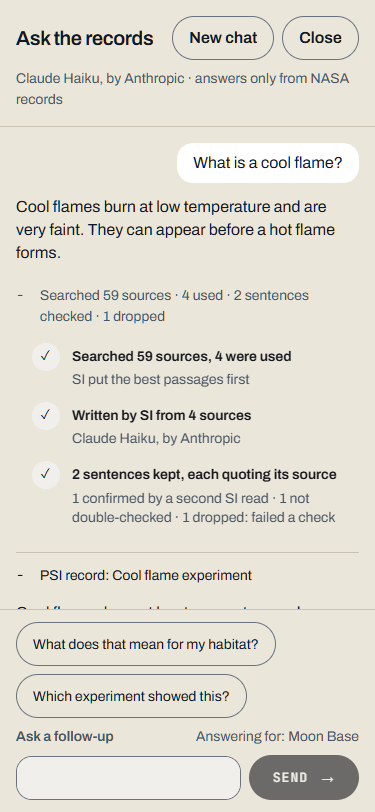 Ask the records
New chat
Close
Claude Haiku, by Anthropic · answers only from NASA
records
What is a cool flame?
Cool flames burn at low temperature and are
very faint. They can appear before a hot flame
forms.
- Searched 59 sources · 4 used · 2 sentences
checked · 1 dropped
✓ Searched 59 sources, 4 were used
SI put the best passages first
✓ Written by SI from 4 sources
Claude Haiku, by Anthropic
✓ 2 sentences kept, each quoting its source
1 confirmed by a second SI read · 1 not
double-checked · 1 dropped: failed a check
- PSI record: Cool flame experiment
What does that mean for my habitat?
Which experiment showed this?
Ask a follow-up
Answering for: Moon Base
SEND →